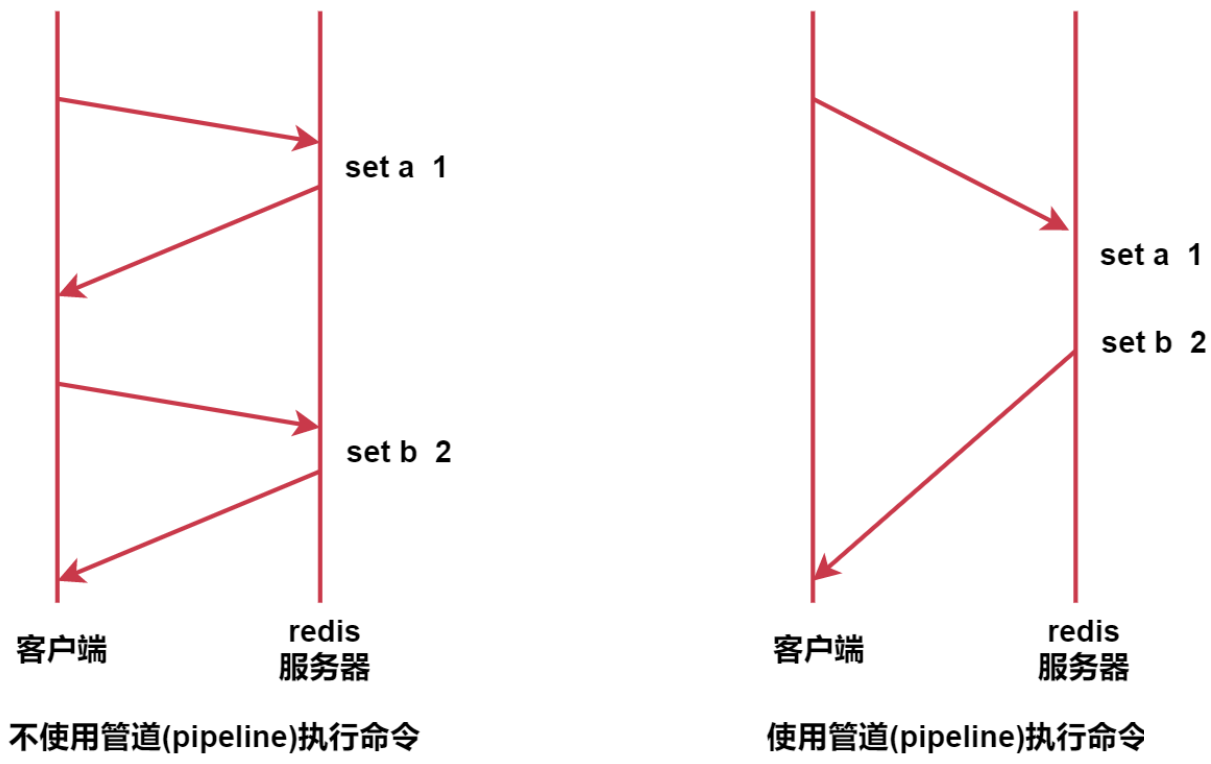 set a 1
set b 2
客户端
redis
服务器
不使用管道(pipeline)执行命令
set a 1
set b 2
客户端
redis
服务器
使用管道(pipeline)执行命令